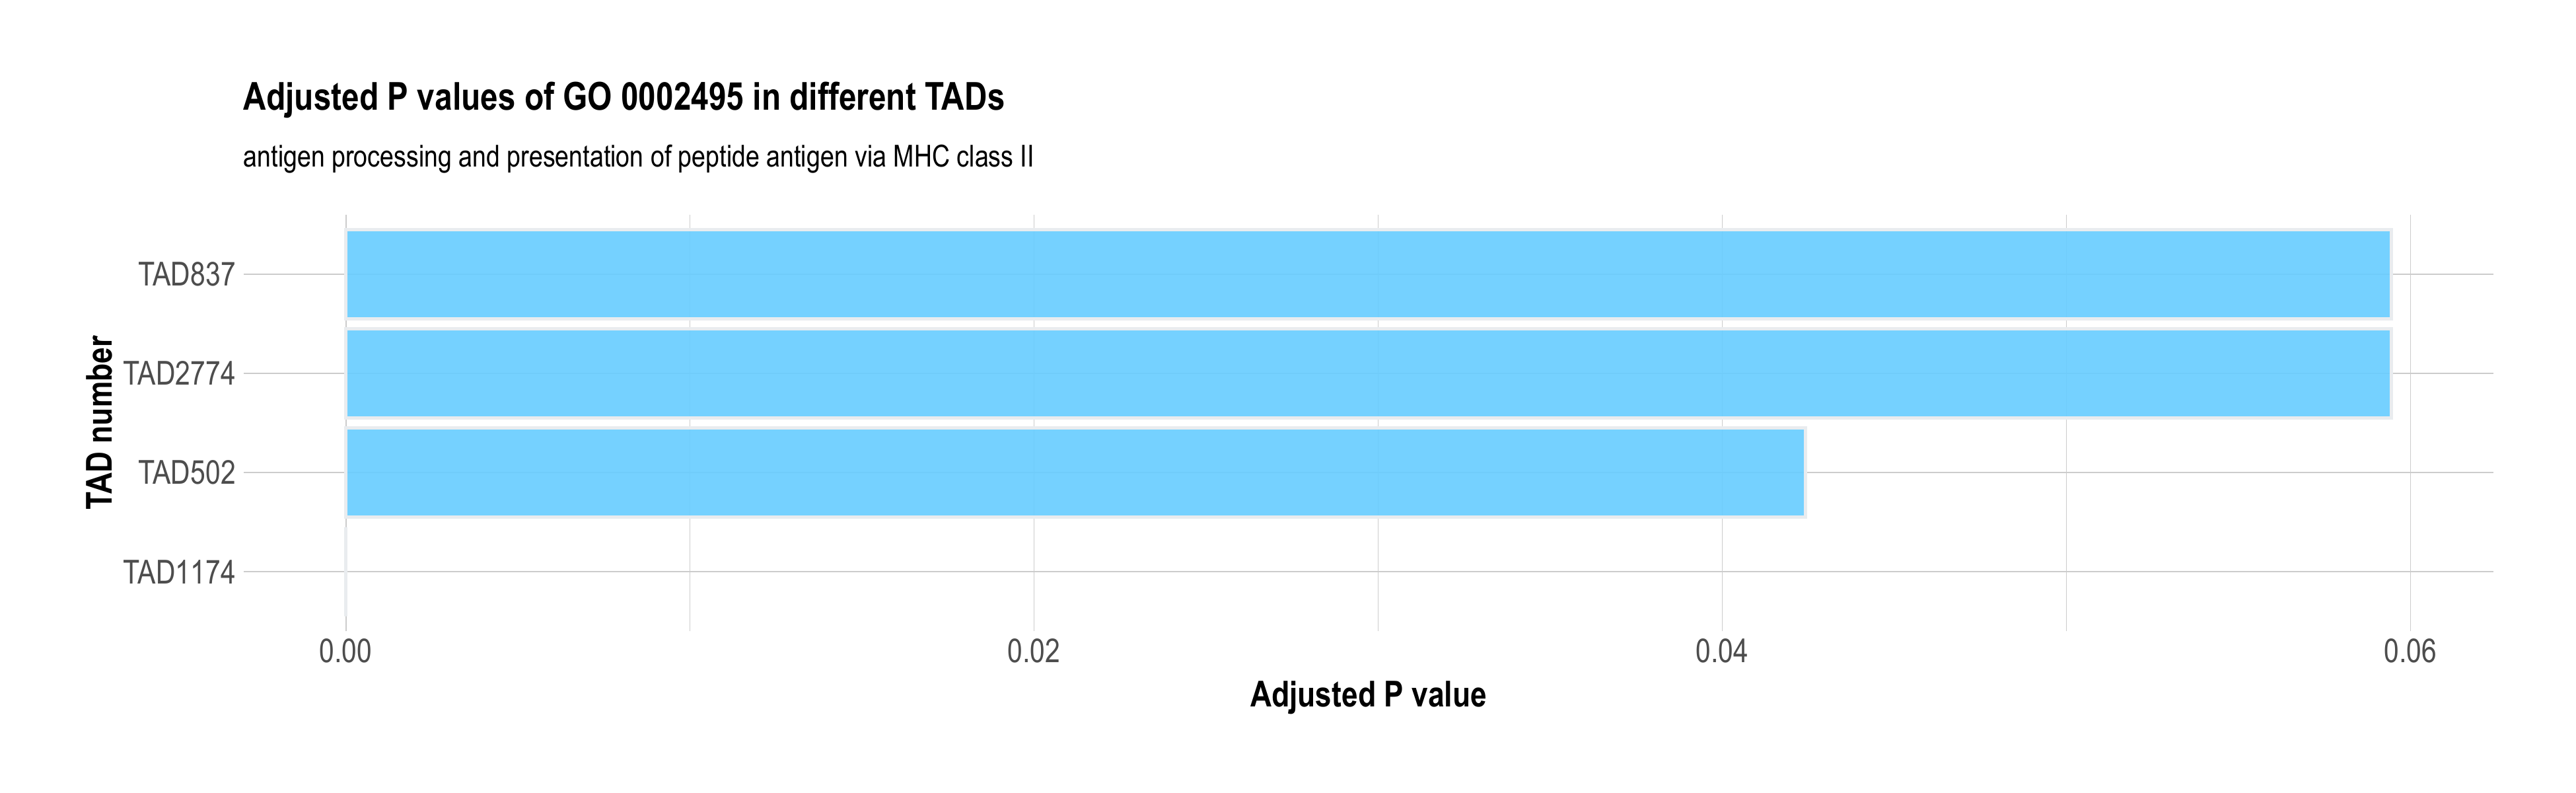 Adjusted P values of GO 0002495 in different TADs
antigen processing and presentation of peptide antigen via MHC class II
TAD number
TAD837
TAD2774
TAD502
TAD1174
0.00 0.02 0.04 0.06
Adjusted P value